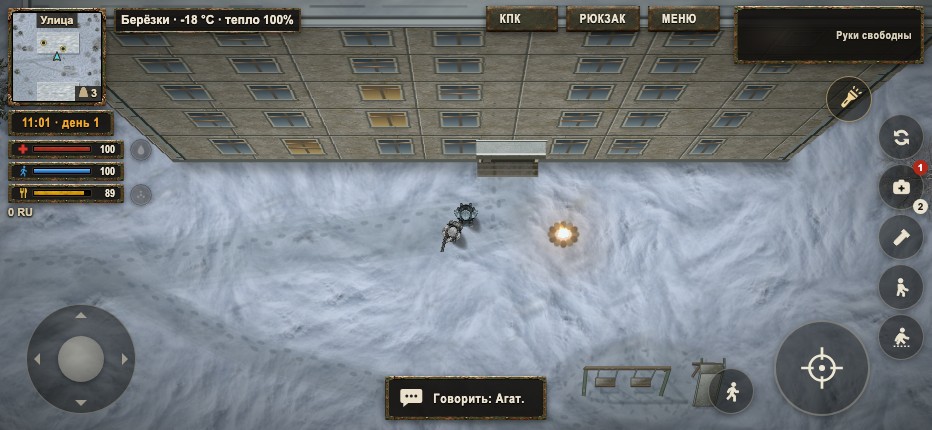 Улица
Берёзки · -18 °C · тепло 100%
КПК
РЮКЗАК
МЕНЮ
Руки свободны
3
11:01 · день 1
100
100
89
0 RU
1
2
Говорить: Агат.